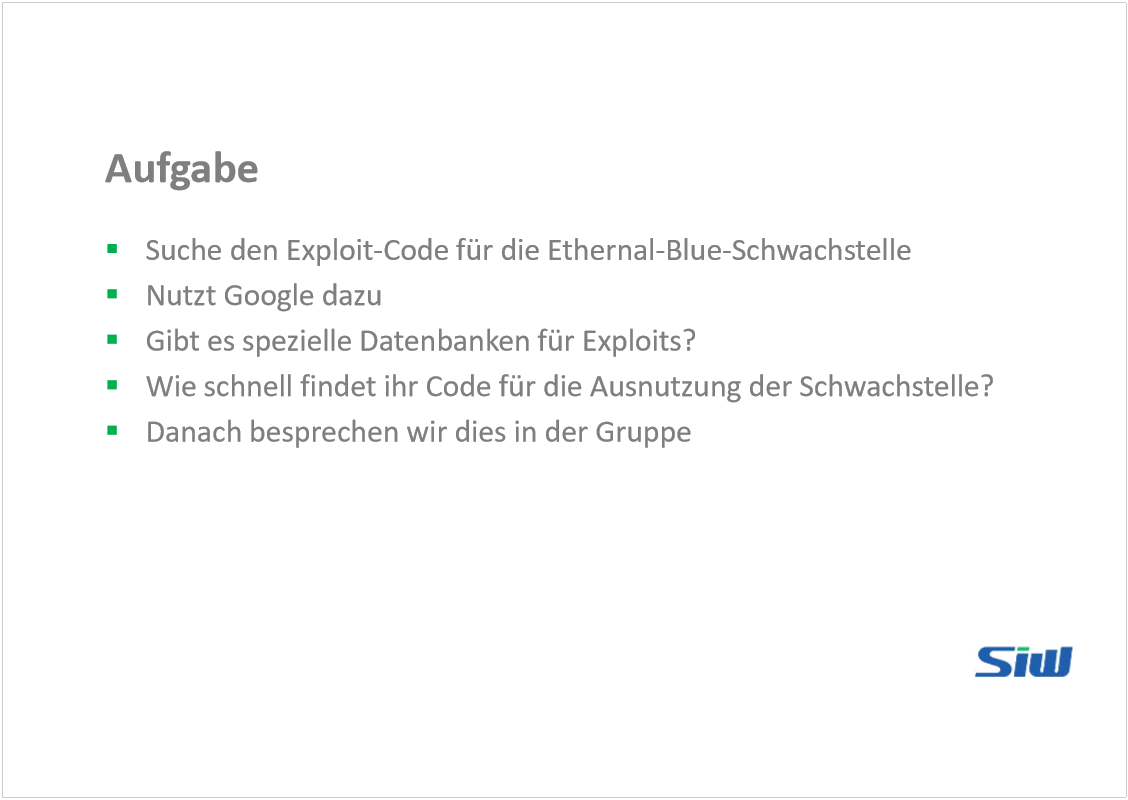 Aufgabe
Suche den Exploit-Code für die Ethernal-Blue-Schwachstelle
Nutzt Google dazu
Gibt es spezielle Datenbanken für Exploits?
Wie schnell findet ihr Code für die Ausnutzung der Schwachstelle?
Danach besprechen wir dies in der Gruppe
SiW